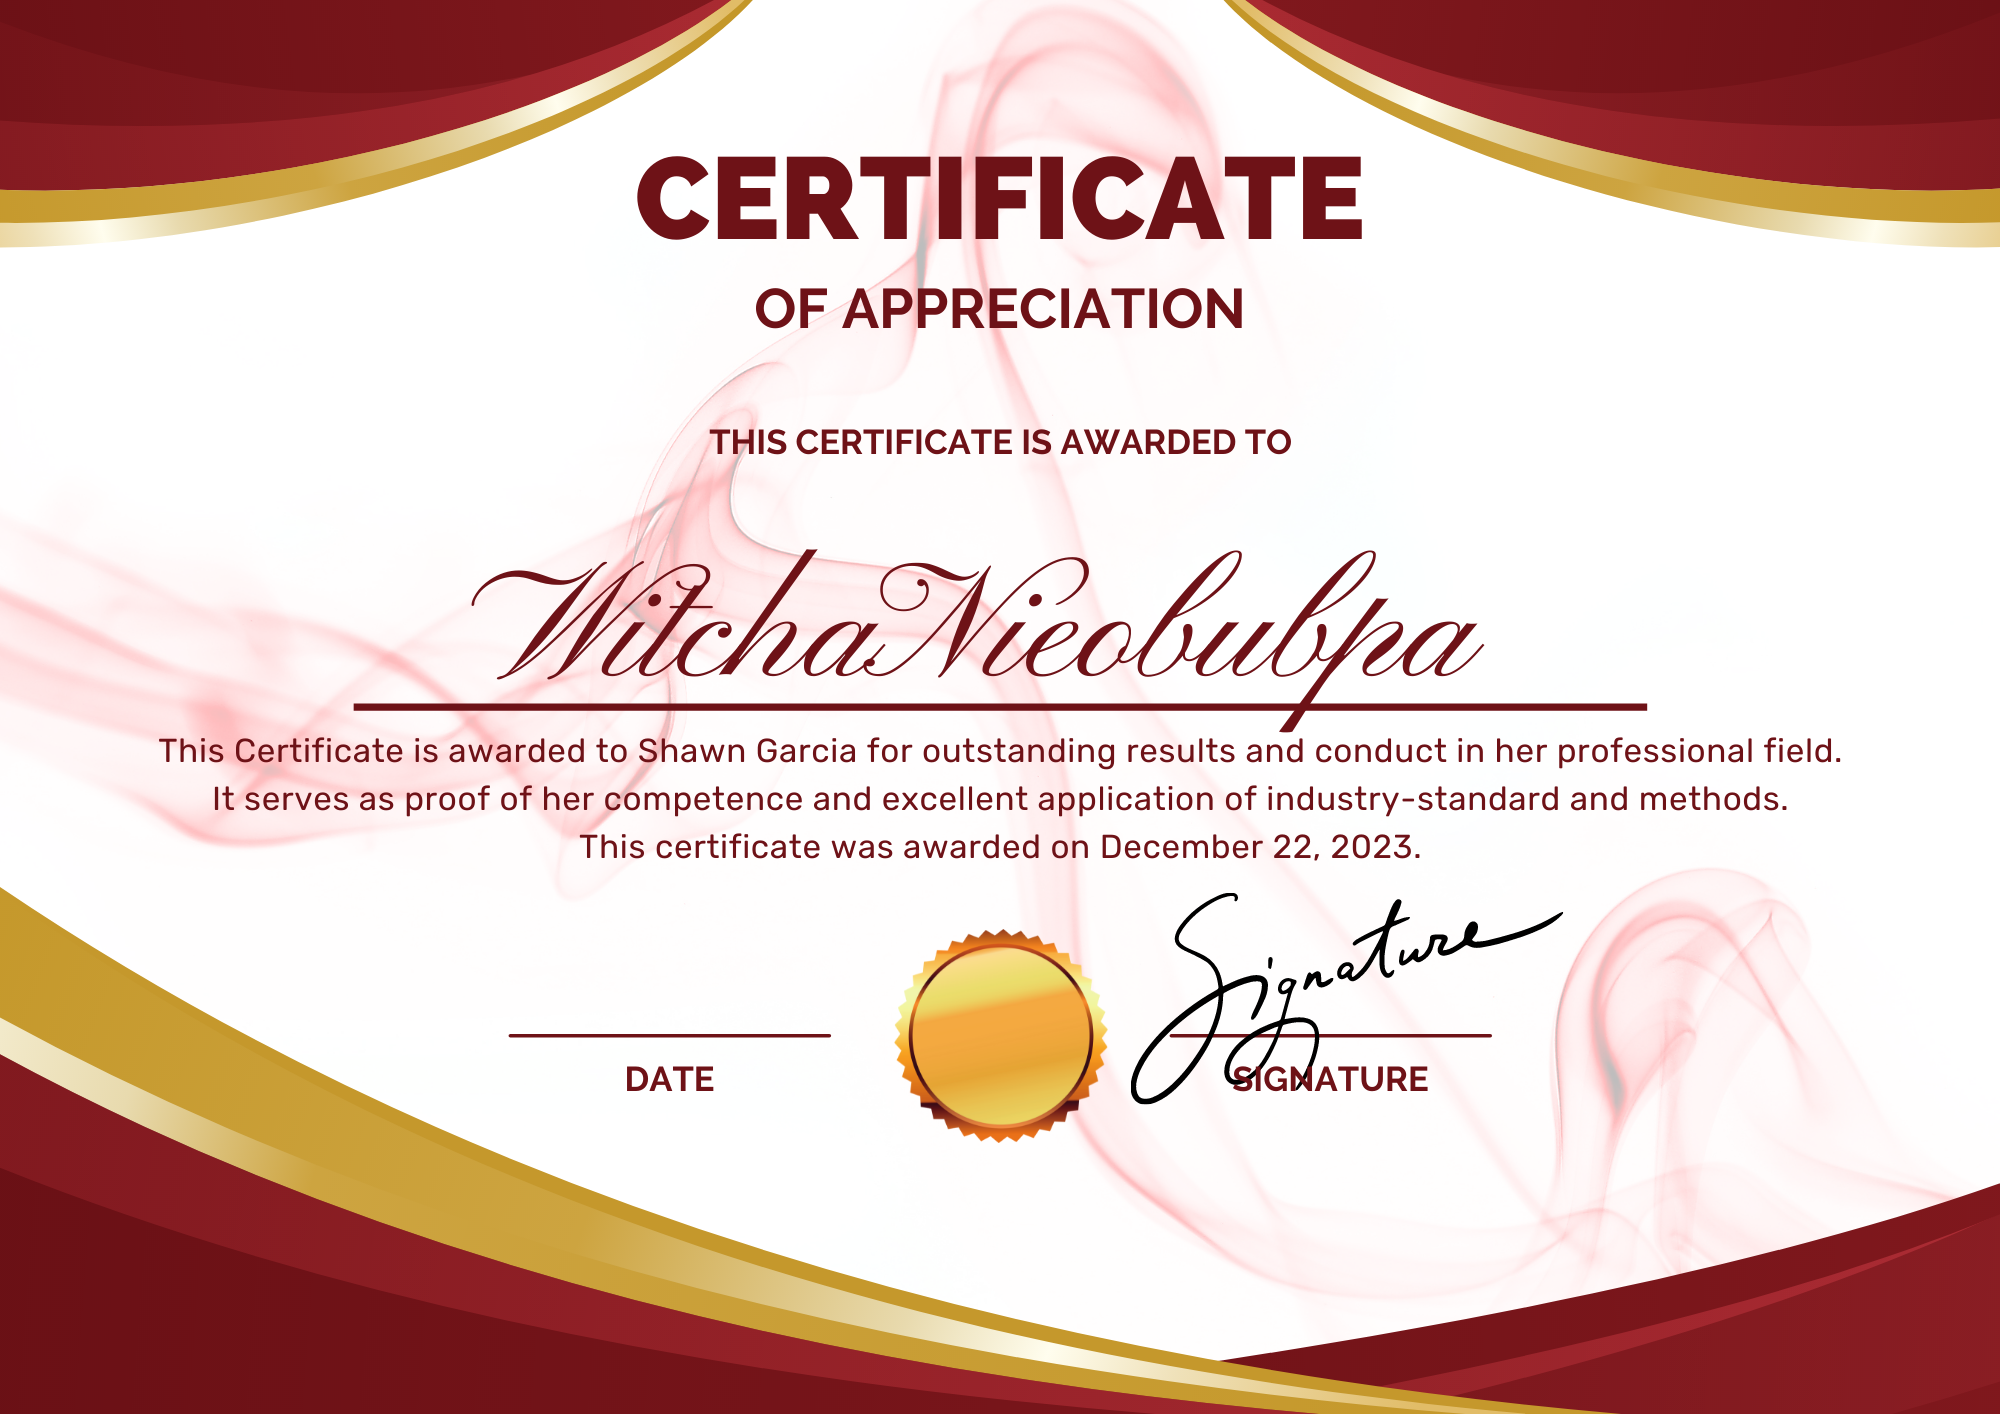 CERTIFICATE
OF APPRECIATION
THIS CERTIFICATE IS AWARDED TO
WitchaNieobubpa
This Certificate is awarded to Shawn Garcia for outstanding results and conduct in her professional field.
It serves as proof of her competence and excellent application of industry-standard and methods.
This certificate was awarded on December 22, 2023.
Signature
DATE
SIGNATURE